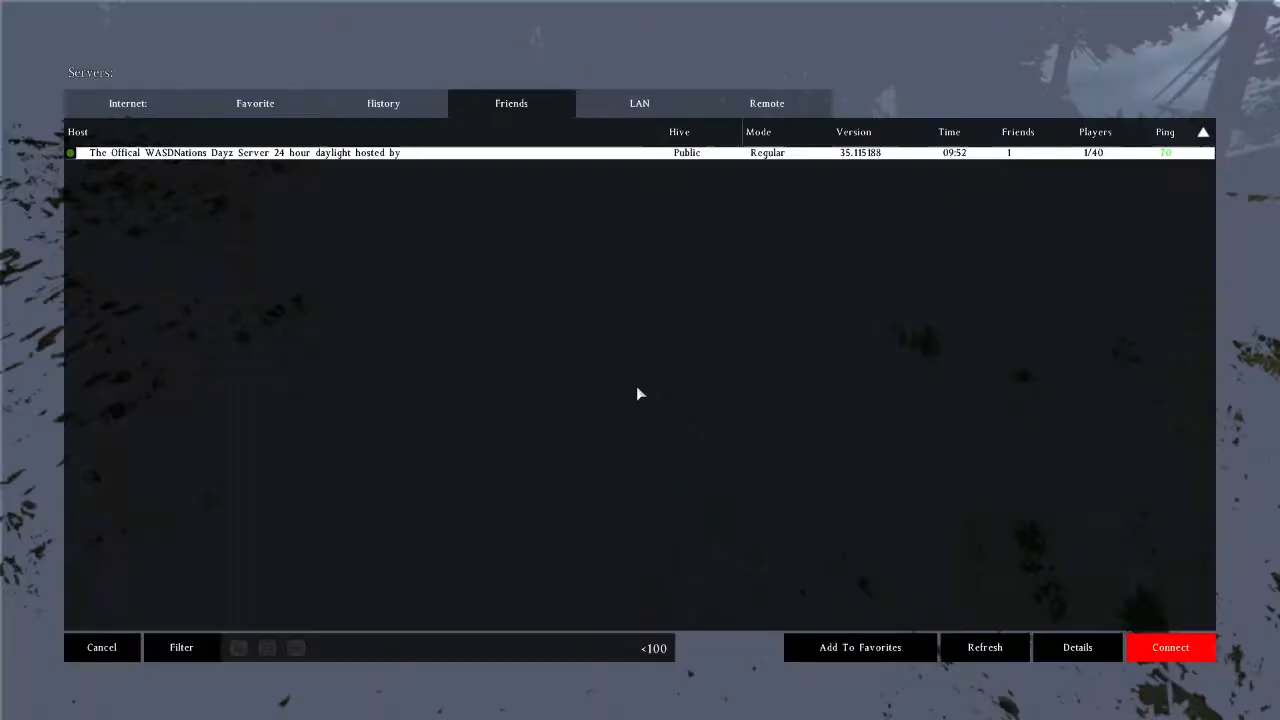 Servers:
Internet: Favorite History Friends LAN Remote
Host Hive Mode Version Time Friends Players Ping
The Offical WASDNations Dayz Server 24 hour daylight hosted by Public Regular 35.115188 09:52 1 1/40 70
Cancel Filter <100 Add To Favorites Refresh Details Connect